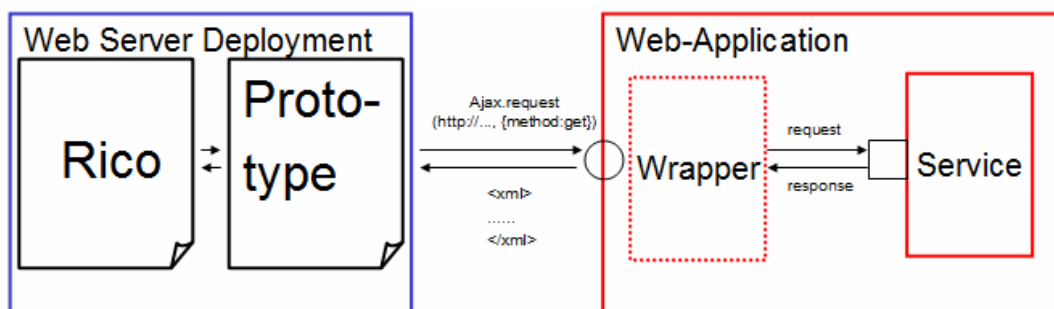 Web Server Deployment
Rico
Proto-
type
Ajax.request
(http://..., {method:get})
<xml>
......
</xml>
Web-Application
Wrapper
request
response
Service